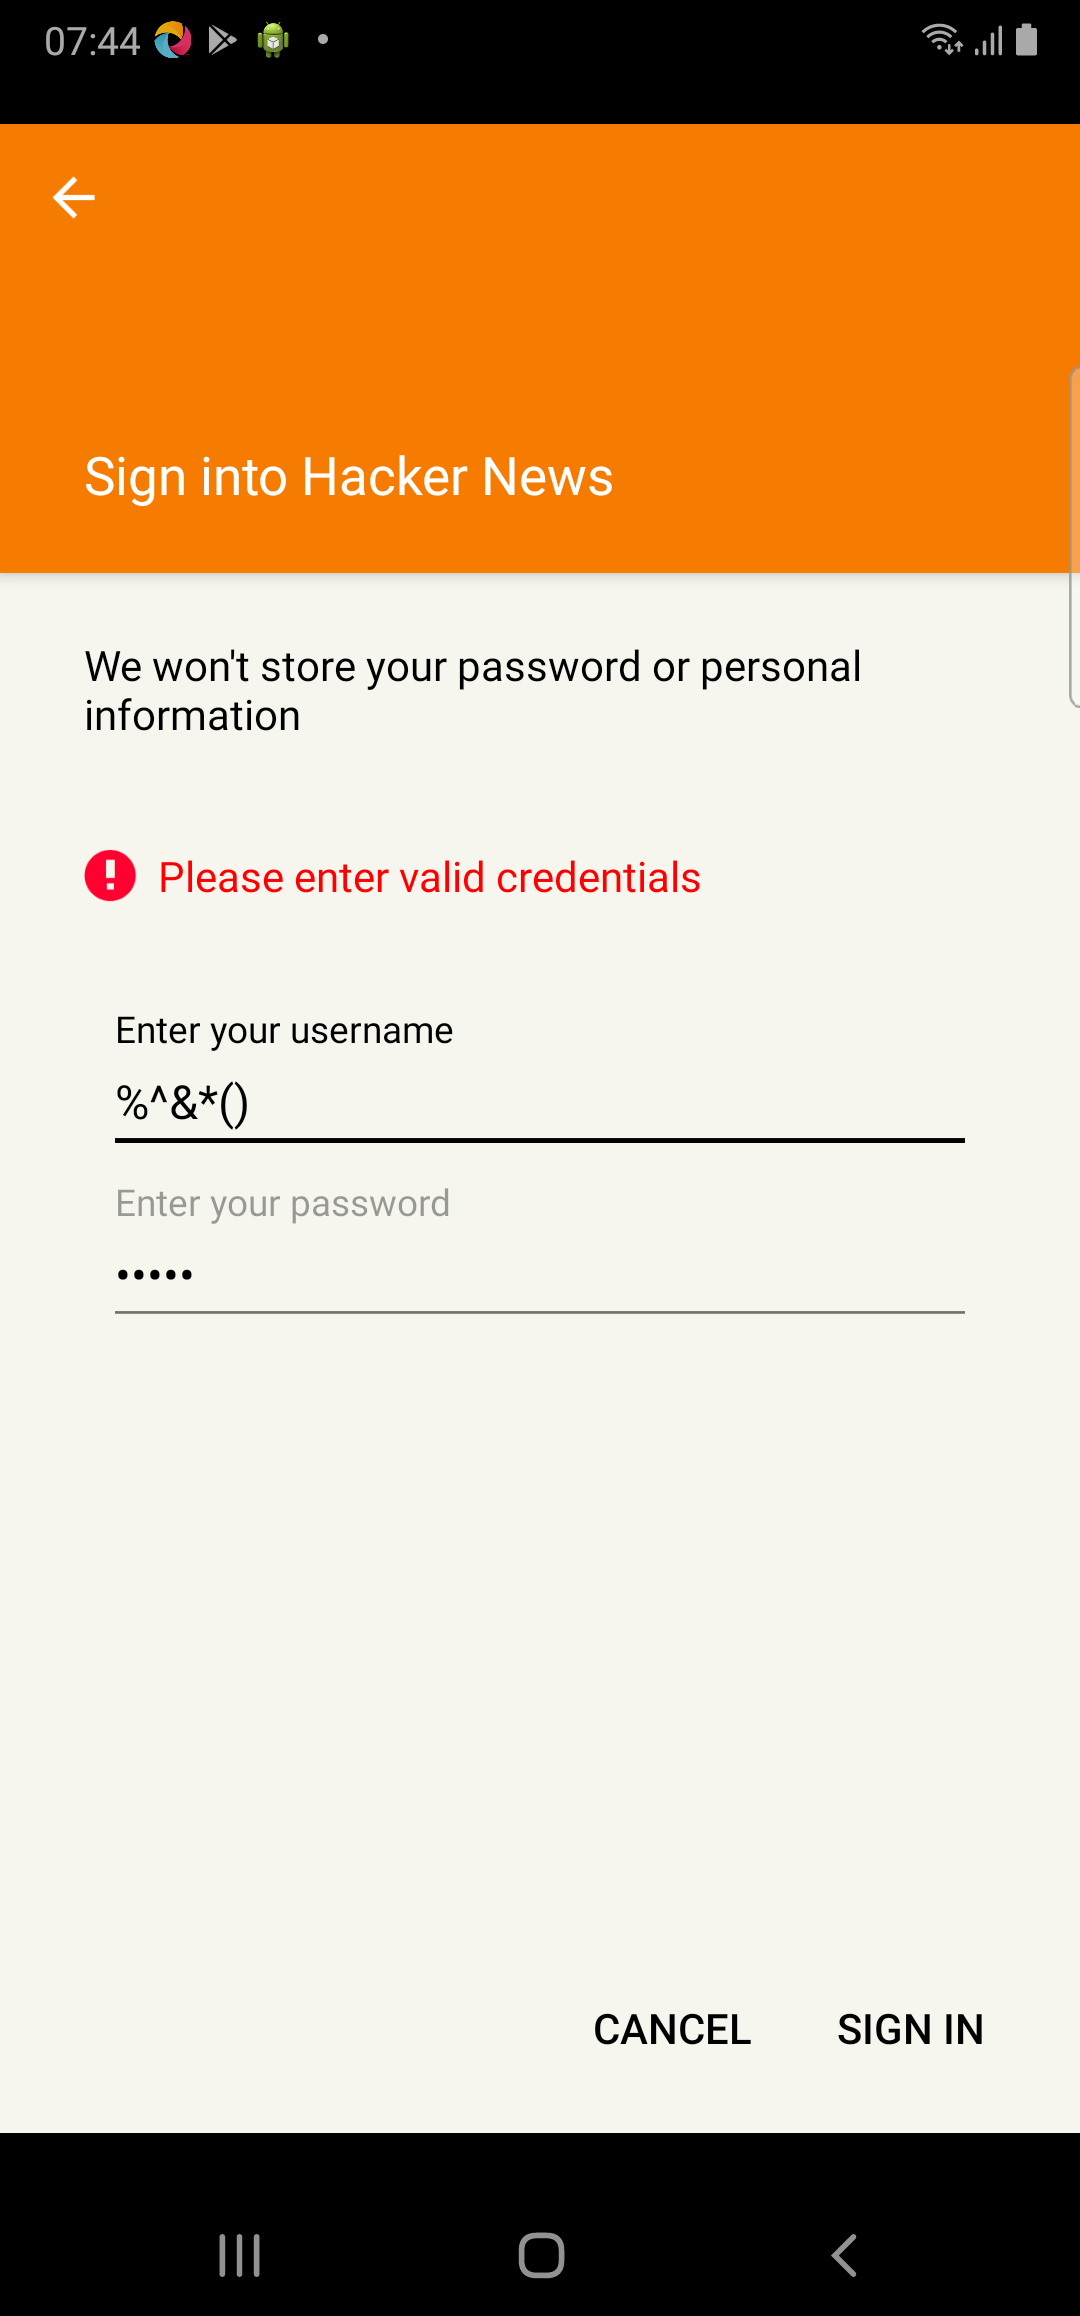 07:44
Sign into Hacker News
We won't store your password or personal
information
Please enter valid credentials
Enter your username
%^&*()
Enter your password
•••••
CANCEL SIGN IN